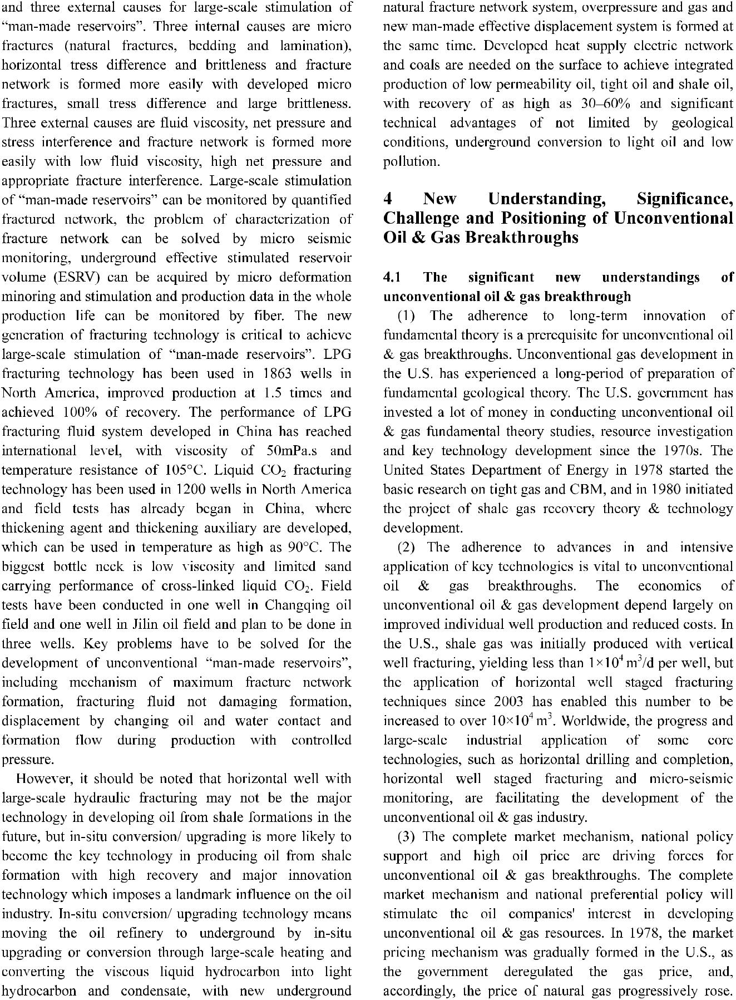 and three external causes for large-scale stimulation of
“man-made reservoirs”. Three internal causes are micro
fractures (natural fractures, bedding and lamination),
horizontal tress difference and brittleness and fracture
network is formed more easily with developed micro
fractures, small tress difference and large brittleness.
Three external causes are fluid viscosity, net pressure and
stress interference and fracture network is formed more
easily with low fluid viscosity, high net pressure and
appropriate fracture interference. Large-scale stimulation
of “man-made reservoirs” can be monitored by quantified
fractured network, the problem of characterization of
fracture network can be solved by micro seismic
monitoring, underground effective stimulated reservoir
volume (ESRV) can be acquired by micro deformation
minoring and stimulation and production data in the whole
production life can be monitored by fiber. The new
generation of fracturing technology is critical to achieve
large-scale stimulation of “man-made reservoirs”. LPG
fracturing technology has been used in 1863 wells in
North America, improved production at 1.5 times and
achieved 100% of recovery. The performance of LPG
fracturing fluid system developed in China has reached
international level, with viscosity of 50mPa.s and
temperature resistance of 105°C. Liquid CO₂ fracturing
technology has been used in 1200 wells in North America
and field tests has already began in China, where
thickening agent and thickening auxiliary are developed,
which can be used in temperature as high as 90°C. The
biggest bottle neck is low viscosity and limited sand
carrying performance of cross-linked liquid CO₂. Field
tests have been conducted in one well in Changqing oil
field and one well in Jilin oil field and plan to be done in
three wells. Key problems have to be solved for the
development of unconventional “man-made reservoirs”,
including mechanism of maximum fracture network
formation, fracturing fluid not damaging formation,
displacement by changing oil and water contact and
formation flow during production with controlled
pressure.
However, it should be noted that horizontal well with
large-scale hydraulic fracturing may not be the major
technology in developing oil from shale formations in the
future, but in-situ conversion/ upgrading is more likely to
become the key technology in producing oil from shale
formation with high recovery and major innovation
technology which imposes a landmark influence on the oil
industry. In-situ conversion/ upgrading technology means
moving the oil refinery to underground by in-situ
upgrading or conversion through large-scale heating and
converting the viscous liquid hydrocarbon into light
hydrocarbon and condensate, with new underground
natural fracture network system, overpressure and gas and
new man-made effective displacement system is formed at
the same time. Developed heat supply electric network
and coals are needed on the surface to achieve integrated
production of low permeability oil, tight oil and shale oil,
with recovery of as high as 30–60% and significant
technical advantages of not limited by geological
conditions, underground conversion to light oil and low
pollution.
4 New Understanding, Significance,
Challenge and Positioning of Unconventional
Oil & Gas Breakthroughs
4.1 The significant new understandings of
unconventional oil & gas breakthrough
(1) The adherence to long-term innovation of
fundamental theory is a prerequisite for unconventional oil
& gas breakthroughs. Unconventional gas development in
the U.S. has experienced a long-period of preparation of
fundamental geological theory. The U.S. government has
invested a lot of money in conducting unconventional oil
& gas fundamental theory studies, resource investigation
and key technology development since the 1970s. The
United States Department of Energy in 1978 started the
basic research on tight gas and CBM, and in 1980 initiated
the project of shale gas recovery theory & technology
development.
(2) The adherence to advances in and intensive
application of key technologies is vital to unconventional
oil & gas breakthroughs. The economics of
unconventional oil & gas development depend largely on
improved individual well production and reduced costs. In
the U.S., shale gas was initially produced with vertical
well fracturing, yielding less than 1×10⁴ m³/d per well, but
the application of horizontal well staged fracturing
techniques since 2003 has enabled this number to be
increased to over 10×10⁴ m³. Worldwide, the progress and
large-scale industrial application of some core
technologies, such as horizontal drilling and completion,
horizontal well staged fracturing and micro-seismic
monitoring, are facilitating the development of the
unconventional oil & gas industry.
(3) The complete market mechanism, national policy
support and high oil price are driving forces for
unconventional oil & gas breakthroughs. The complete
market mechanism and national preferential policy will
stimulate the oil companies' interest in developing
unconventional oil & gas resources. In 1978, the market
pricing mechanism was gradually formed in the U.S., as
the government deregulated the gas price, and,
accordingly, the price of natural gas progressively rose.